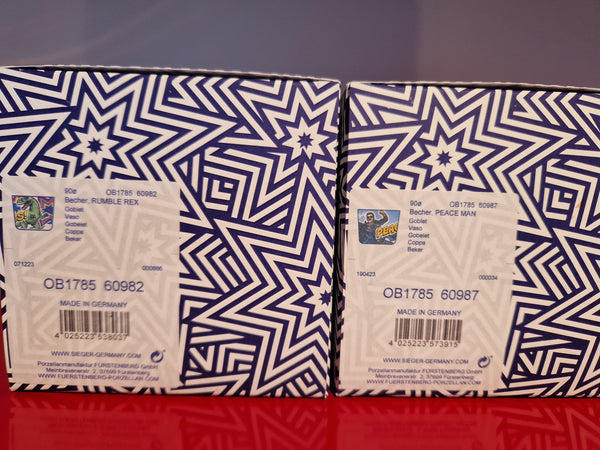 90ø OB1785 60982
Becher, RUMBLE REX
Goblet
Vaso
Gobelet
Coppa
Beker
071223 000886
OB1785 60982
MADE IN GERMANY
4 025223 538037
WWW.SIEGER-GERMANY.COM
Porzellanmanufaktur FÜRSTENBERG GmbH
Meinbrexener Str. 2, 37699 Fürstenberg
WWW.FUERSTENBERG-PORZELLAN.COM
90ø OB1785 60987
Becher, PEACE MAN
Goblet
Vaso
Gobelet
Coppa
Beker
190423 000034
OB1785 60987
MADE IN GERMANY
4 025223 573915
WWW.SIEGER-GERMANY.COM
Porzellanmanufaktur FÜRSTENBERG GmbH
Meinbrexener Str. 2, 37699 Fürstenberg
WWW.FUERSTENBERG-PORZELLAN.COM